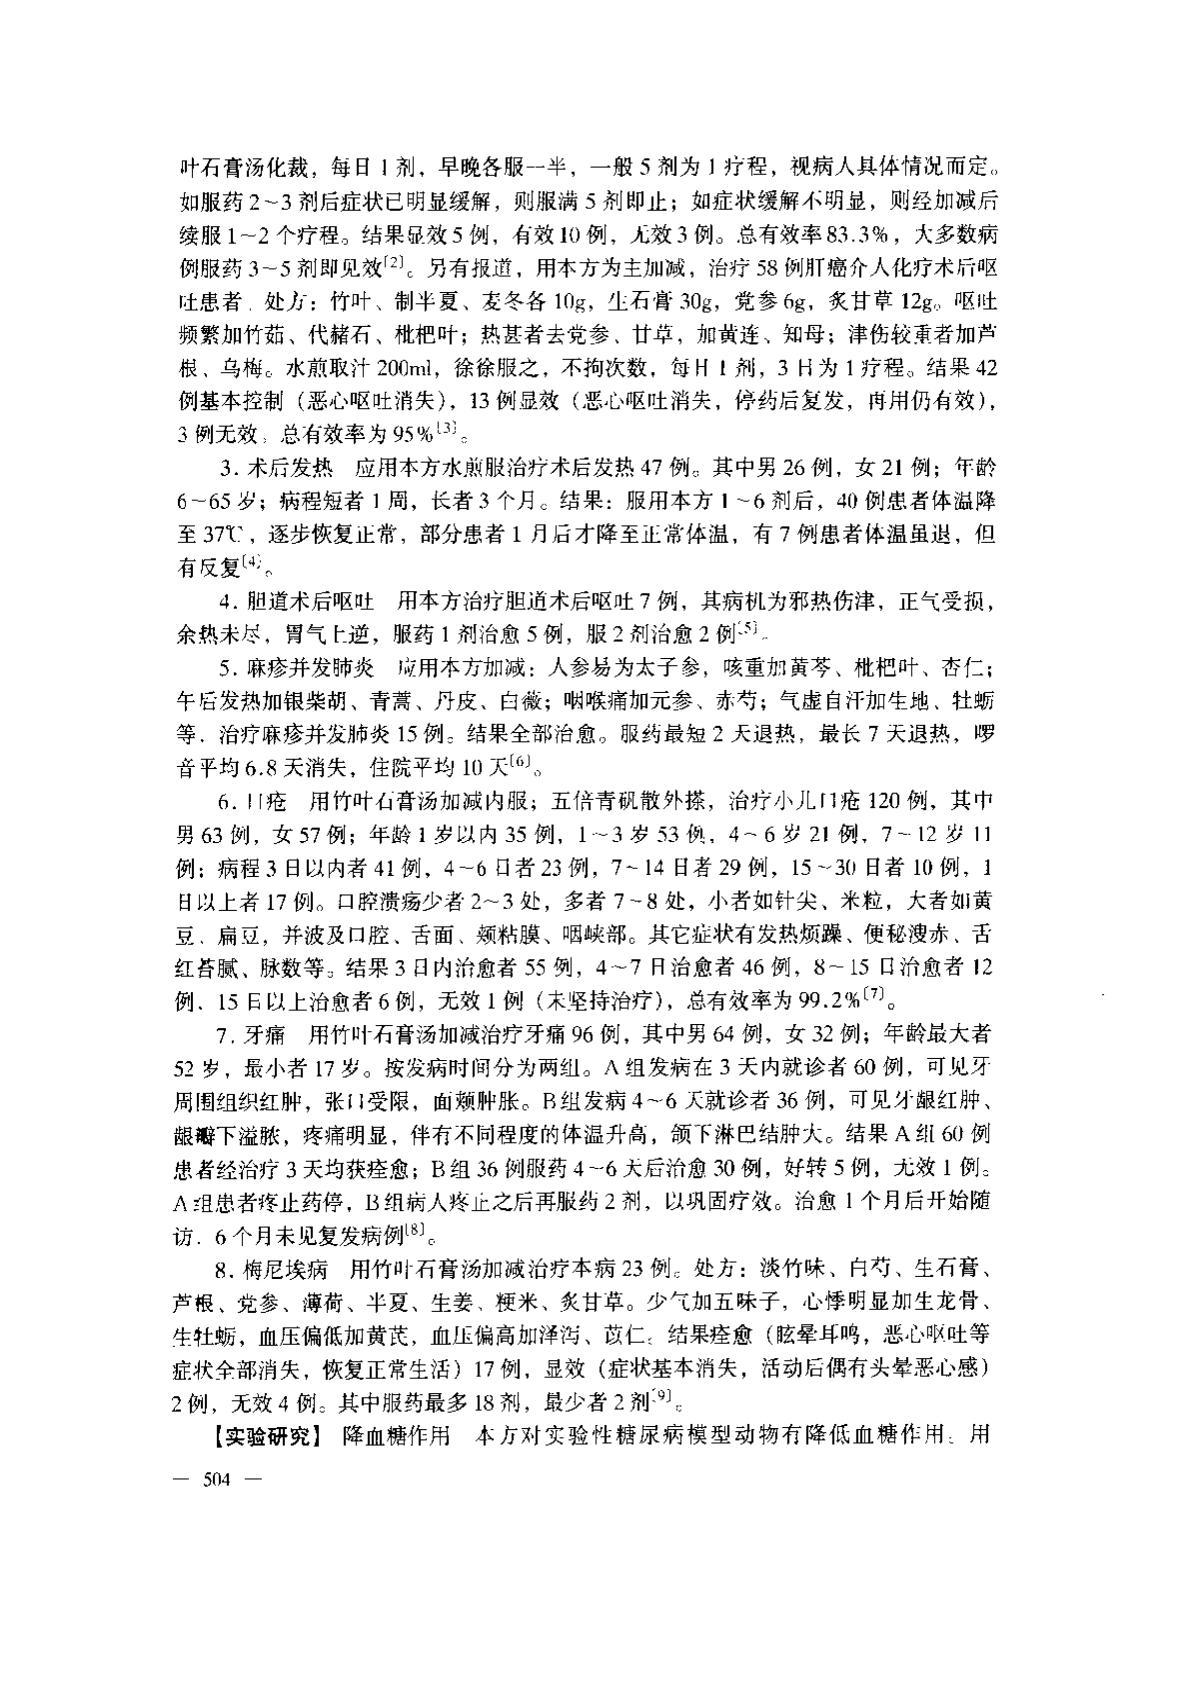 叶石膏汤化裁，每日1剂，早晚各服一半，一般5剂为1疗程，视病人具体情况而定。
如服药2～3剂后症状已明显缓解，则服满5剂即止；如症状缓解不明显，则经加减后
续服1～2个疗程。结果显效5例，有效10例，无效3例。总有效率83.3%，大多数病
例服药3～5剂即见效〔2〕。另有报道，用本方为主加减，治疗58例肝癌介人化疗术后呕
吐患者．处方：竹叶、制半夏、麦冬各10g，生石膏30g，党参6g，炙甘草12g。呕吐
频繁加竹茹、代赭石、枇杷叶；热甚者去党参、甘草，加黄连、知母；津伤较重者加芦
根、乌梅。水煎取汁200ml，徐徐服之，不拘次数，每日1剂，3日为1疗程。结果42
例基本控制（恶心呕吐消失），13例显效（恶心呕吐消失，停药后复发，再用仍有效），
3例无效，总有效率为95%〔3〕。
3．术后发热　应用本方水煎服治疗术后发热47例。其中男26例，女21例；年龄
6～65岁；病程短者1周，长者3个月。结果：服用本方1～6剂后，40例患者体温降
至37℃，逐步恢复正常，部分患者1月后才降至正常体温，有7例患者体温虽退，但
有反复〔4〕。
4．胆道术后呕吐　用本方治疗胆道术后呕吐7例，其病机为邪热伤津，正气受损，
余热未尽，胃气上逆，服药1剂治愈5例，服2剂治愈2例〔5〕。
5．麻疹并发肺炎　应用本方加减：人参易为太子参，咳重加黄芩、枇杷叶、杏仁；
午后发热加银柴胡、青蒿、丹皮、白薇；咽喉痛加元参、赤芍；气虚自汗加生地、牡蛎
等．治疗麻疹并发肺炎15例。结果全部治愈。服药最短2天退热，最长7天退热，啰
音平均6.8天消失，住院平均10天〔6〕。
6．口疮　用竹叶石膏汤加减内服；五倍青矾散外搽，治疗小儿口疮120例，其中
男63例，女57例；年龄1岁以内35例，1～3岁53例，4～6岁21例，7～12岁11
例；病程3日以内者41例，4～6日者23例，7～14日者29例，15～30日者10例，1
日以上者17例。口腔溃疡少者2～3处，多者7～8处，小者如针尖、米粒，大者如黄
豆、扁豆，并波及口腔、舌面、颊粘膜、咽峡部。其它症状有发热烦躁、便秘溲赤、舌
红苔腻、脉数等。结果3日内治愈者55例，4～7日治愈者46例，8～15日治愈者12
例，15日以上治愈者6例，无效1例（未坚持治疗），总有效率为99.2%〔7〕。
7．牙痛　用竹叶石膏汤加减治疗牙痛96例，其中男64例，女32例；年龄最大者
52岁，最小者17岁。按发病时间分为两组。A组发病在3天内就诊者60例，可见牙
周围组织红肿，张口受限，面颊肿胀。B组发病4～6天就诊者36例，可见牙龈红肿、
龈瓣下溢脓，疼痛明显，伴有不同程度的体温升高，颌下淋巴结肿大。结果A组60例
患者经治疗3天均获痊愈；B组36例服药4～6天后治愈30例，好转5例，无效1例。
A组患者疼止药停，B组病人疼止之后再服药2剂，以巩固疗效。治愈1个月后开始随
访．6个月未见复发病例〔8〕。
8．梅尼埃病　用竹叶石膏汤加减治疗本病23例。处方：淡竹味、白芍、生石膏、
芦根、党参、薄荷、半夏、生姜、粳米、炙甘草。少气加五味子，心悸明显加生龙骨、
生牡蛎，血压偏低加黄芪，血压偏高加泽泻、苡仁。结果痊愈（眩晕耳鸣，恶心呕吐等
症状全部消失，恢复正常生活）17例，显效（症状基本消失，活动后偶有头晕恶心感）
2例，无效4例。其中服药最多18剂，最少者2剂〔9〕。
【实验研究】　降血糖作用　本方对实验性糖尿病模型动物有降低血糖作用。用
— 504 —